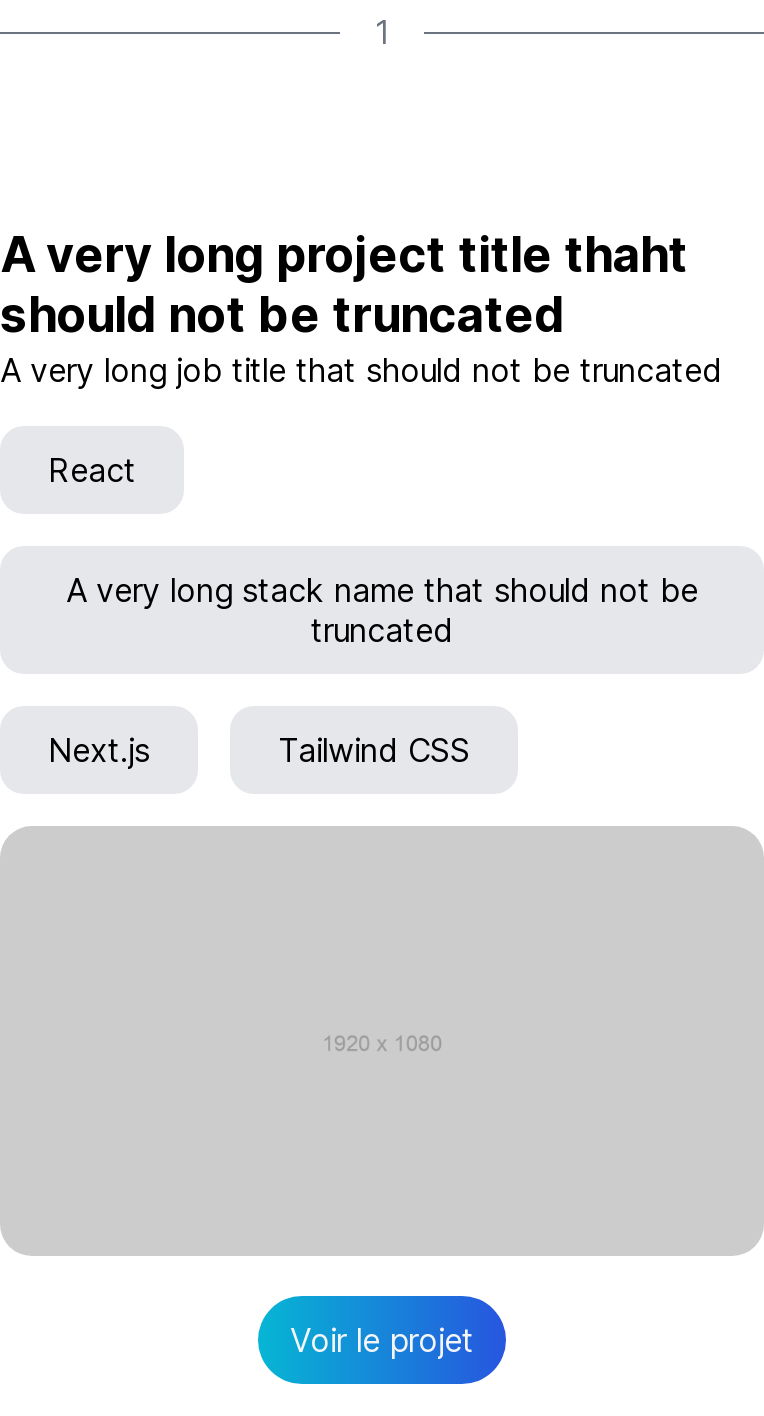 1
A very long project title thaht
should not be truncated
A very long job title that should not be truncated
React
A very long stack name that should not be
truncated
Next.js
Tailwind CSS
1920 x 1080
Voir le projet